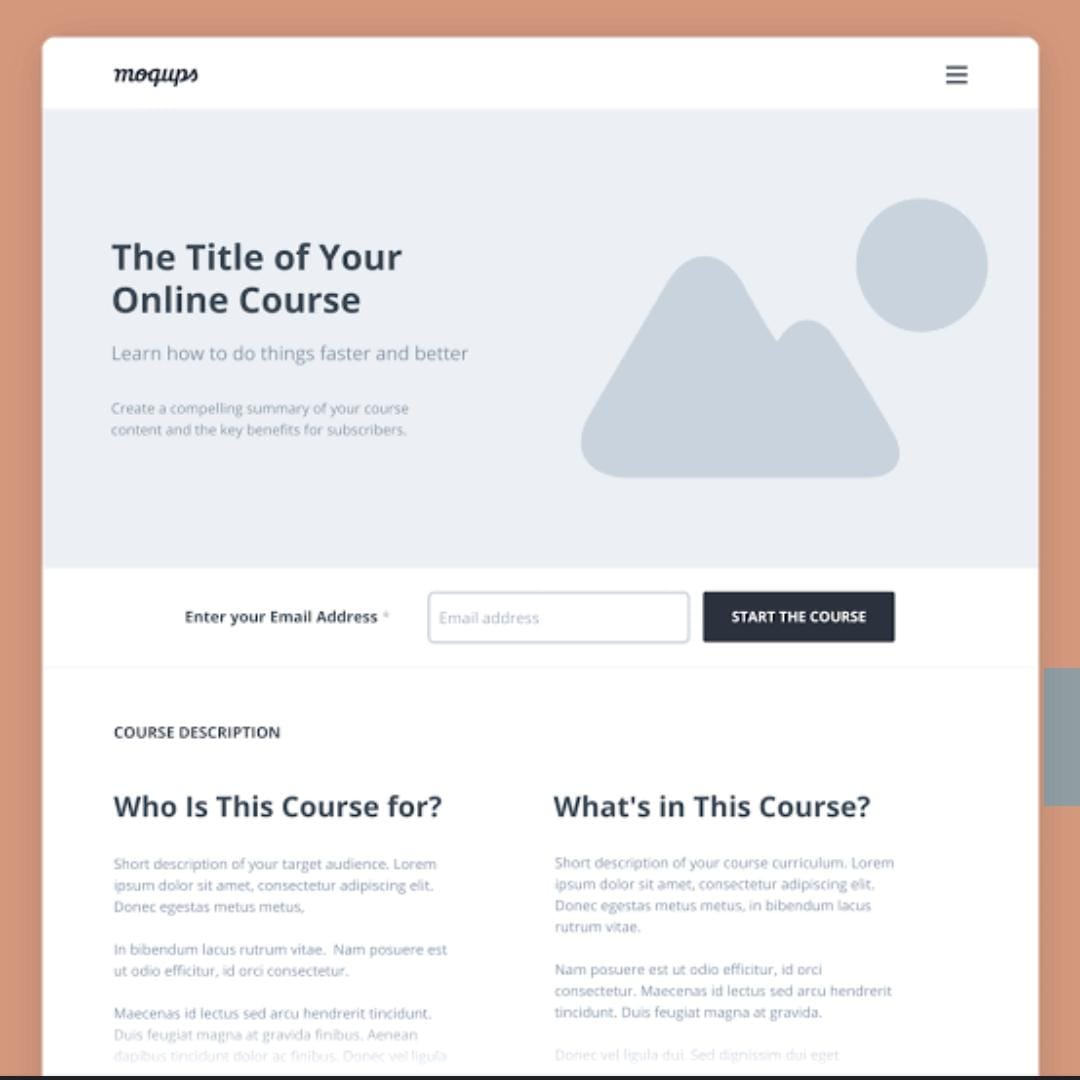 moqups
The Title of Your
Online Course
Learn how to do things faster and better
Create a compelling summary of your course
content and the key benefits for subscribers.
Enter your Email Address *
Email address
START THE COURSE
COURSE DESCRIPTION
Who Is This Course for?
Short description of your target audience. Lorem
ipsum dolor sit amet, consectetur adipiscing elit.
Donec egestas metus metus,
In bibendum lacus rutrum vitae.  Nam posuere est
ut odio efficitur, id orci consectetur.
Maecenas id lectus sed arcu hendrerit tincidunt.
Duis feugiat magna at gravida finibus. Aenean
dapibus tincidunt dolor ac finibus. Donec vel ligula
What's in This Course?
Short description of your course curriculum. Lorem
ipsum dolor sit amet, consectetur adipiscing elit.
Donec egestas metus metus, in bibendum lacus
rutrum vitae.
Nam posuere est ut odio efficitur, id orci
consectetur. Maecenas id lectus sed arcu hendrerit
tincidunt. Duis feugiat magna at gravida.
Donec vel ligula dui. Sed dignissim dui eget